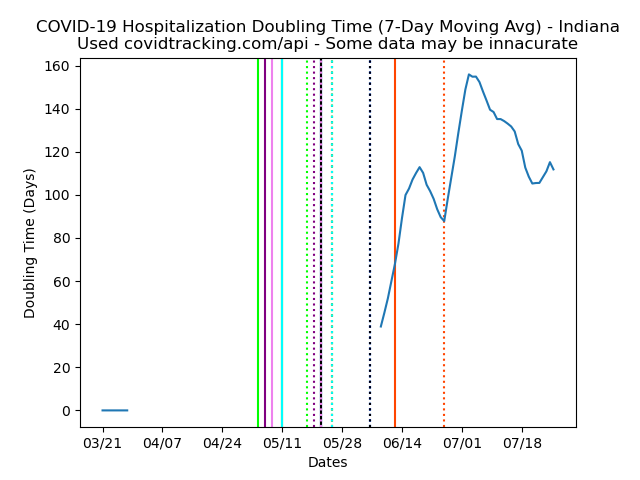 COVID-19 Hospitalization Doubling Time (7-Day Moving Avg) - Indiana
Used covidtracking.com/api - Some data may be innacurate
160
140
120
100
80
60
40
20
0
Doubling Time (Days)
03/21 04/07 04/24 05/11 05/28 06/14 07/01 07/18
Dates